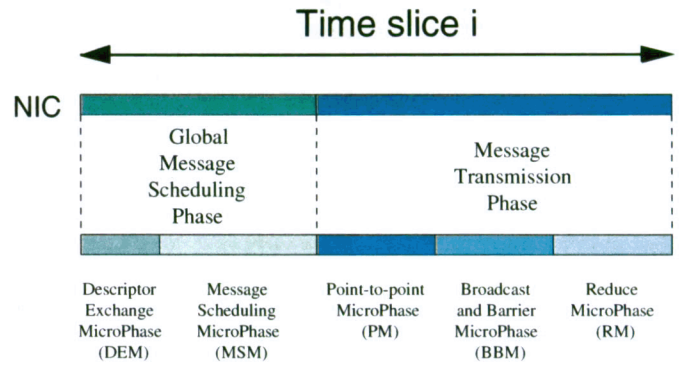 Time slice i
NIC
Global
Message
Scheduling
Phase
Message
Transmission
Phase
Descriptor
Exchange
MicroPhase
(DEM)
Message
Scheduling
MicroPhase
(MSM)
Point-to-point
MicroPhase
(PM)
Broadcast
and Barrier
MicroPhase
(BBM)
Reduce
MicroPhase
(RM)